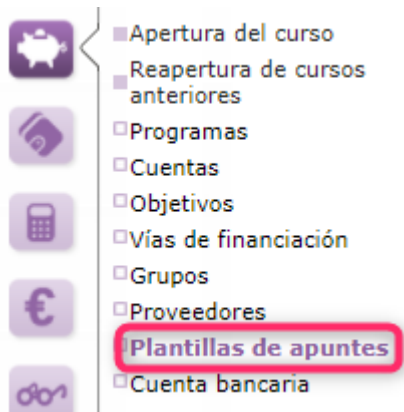 Apertura del curso
Reapertura de cursos
anteriores
Programas
Cuentas
Objetivos
Vías de financiación
Grupos
Proveedores
Plantillas de apuntes
Cuenta bancaria